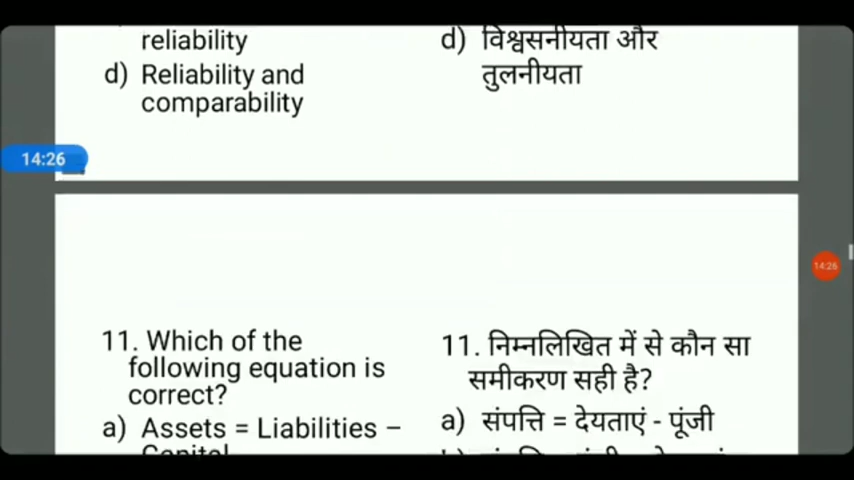 reliability
d) Reliability and
comparability
d) विश्वसनीयता और
तुलनीयता
14:26
14:26
11. Which of the
following equation is
correct?
a) Assets = Liabilities –
Capital
11. निम्नलिखित में से कौन सा
समीकरण सही है?
a) संपत्ति = देयताएं - पूंजी